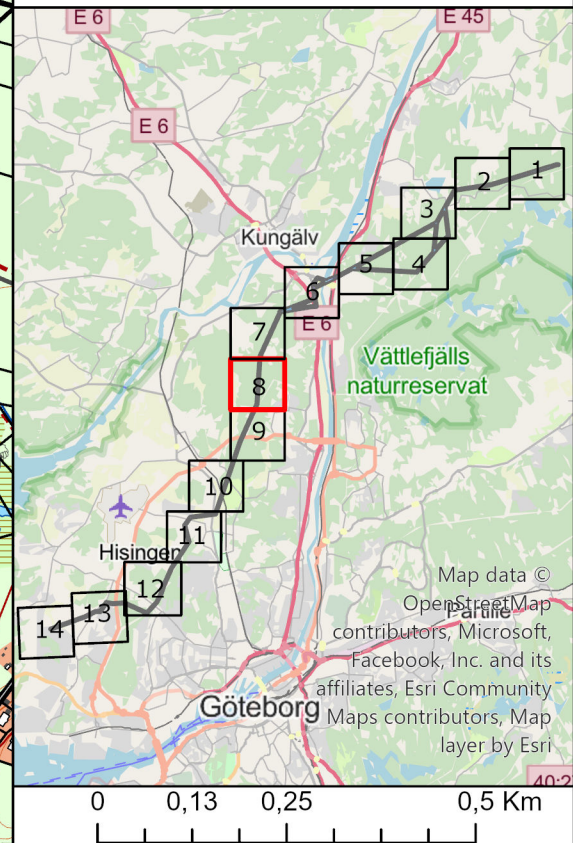 E 6
E 45
E 6
1
2
3
Kungälv
5
4
6
E 6
7
Vättlefjälls
naturreservat
8
9
10
11
Hisingen
12
13
14
Partille
Göteborg
Map data ©
OpenStreetMap
contributors, Microsoft,
Facebook, Inc. and its
affiliates, Esri Community
Maps contributors, Map
layer by Esri
0 0,13 0,25 0,5 Km